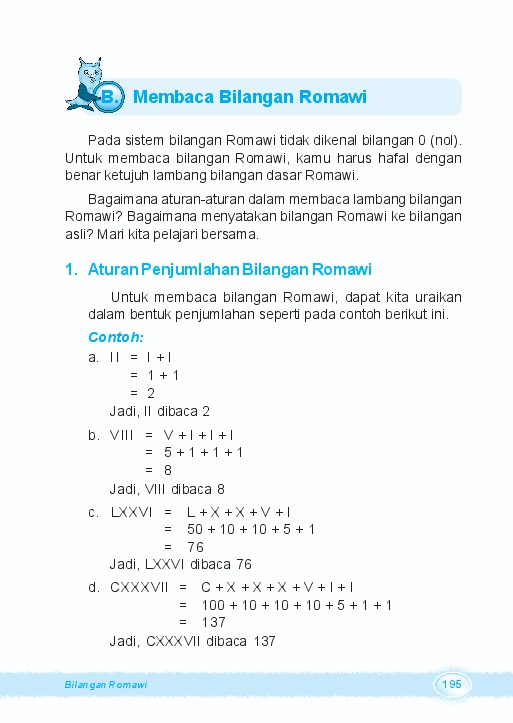 B. Membaca Bilangan Romawi
Pada sistem bilangan Romawi tidak dikenal bilangan 0 (nol).
Untuk membaca bilangan Romawi, kamu harus hafal dengan
benar ketujuh lambang bilangan dasar Romawi.
Bagaimana aturan-aturan dalam membaca lambang bilangan
Romawi? Bagaimana menyatakan bilangan Romawi ke bilangan
asli? Mari kita pelajari bersama.
1. Aturan Penjumlahan Bilangan Romawi
Untuk membaca bilangan Romawi, dapat kita uraikan
dalam bentuk penjumlahan seperti pada contoh berikut ini.
Contoh:
a. II = I + I
= 1 + 1
= 2
Jadi, II dibaca 2
b. VIII = V + I + I + I
= 5 + 1 + 1 + 1
= 8
Jadi, VIII dibaca 8
c. LXXVI = L + X + X + V + I
= 50 + 10 + 10 + 5 + 1
= 76
Jadi, LXXVI dibaca 76
d. CXXXVII = C + X + X + X + V + I + I
= 100 + 10 + 10 + 10 + 5 + 1 + 1
= 137
Jadi, CXXXVII dibaca 137
Bilangan Romawi 195